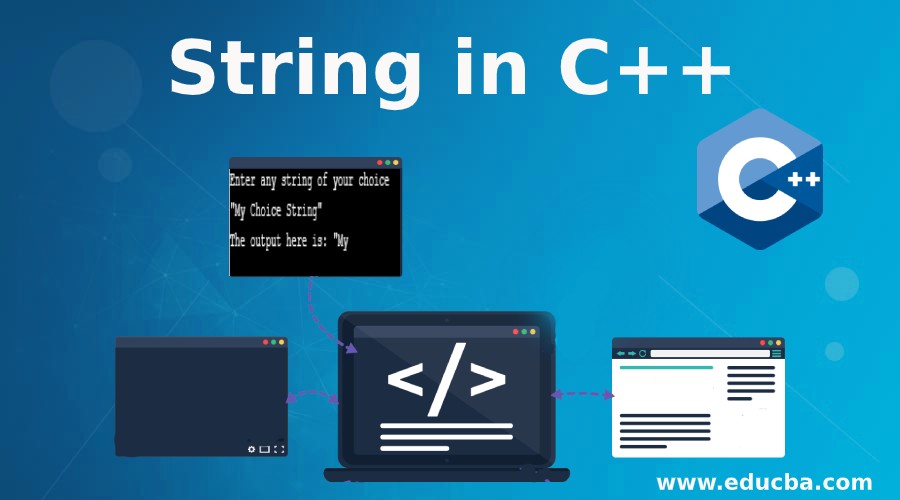 String in C++
C++
Enter any string of your choice
"My Choice String"
The output here is: "My
</>
www.educba.com